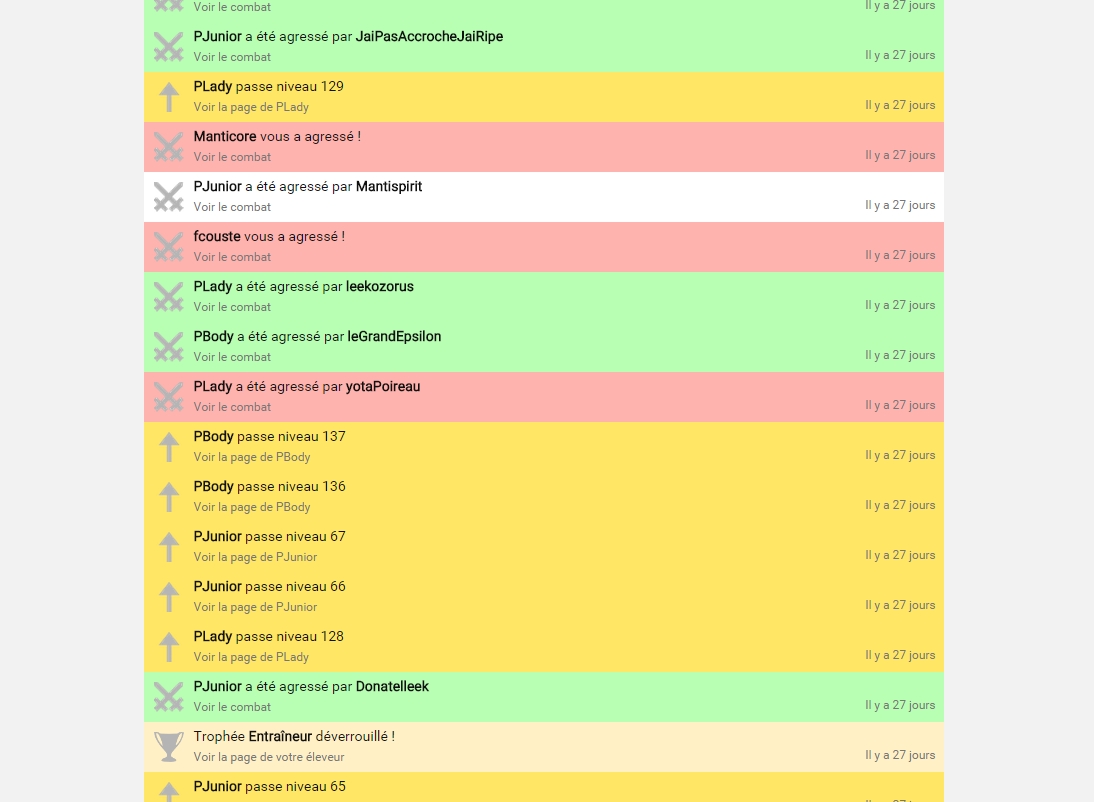 Voir le combat
Il y a 27 jours
PJunior a été agressé par JaiPasAccrocheJaiRipe
Voir le combat
Il y a 27 jours
PLady passe niveau 129
Voir la page de PLady
Il y a 27 jours
Manticore vous a agressé !
Voir le combat
Il y a 27 jours
PJunior a été agressé par Mantispirit
Voir le combat
Il y a 27 jours
fcouste vous a agressé !
Voir le combat
Il y a 27 jours
PLady a été agressé par leekozorus
Voir le combat
Il y a 27 jours
PBody a été agressé par leGrandEpsilon
Voir le combat
Il y a 27 jours
PLady a été agressé par yotaPoireau
Voir le combat
Il y a 27 jours
PBody passe niveau 137
Voir la page de PBody
Il y a 27 jours
PBody passe niveau 136
Voir la page de PBody
Il y a 27 jours
PJunior passe niveau 67
Voir la page de PJunior
Il y a 27 jours
PJunior passe niveau 66
Voir la page de PJunior
Il y a 27 jours
PLady passe niveau 128
Voir la page de PLady
Il y a 27 jours
PJunior a été agressé par Donatelleek
Voir le combat
Il y a 27 jours
Trophée Entraîneur déverrouillé !
Voir la page de votre éleveur
Il y a 27 jours
PJunior passe niveau 65